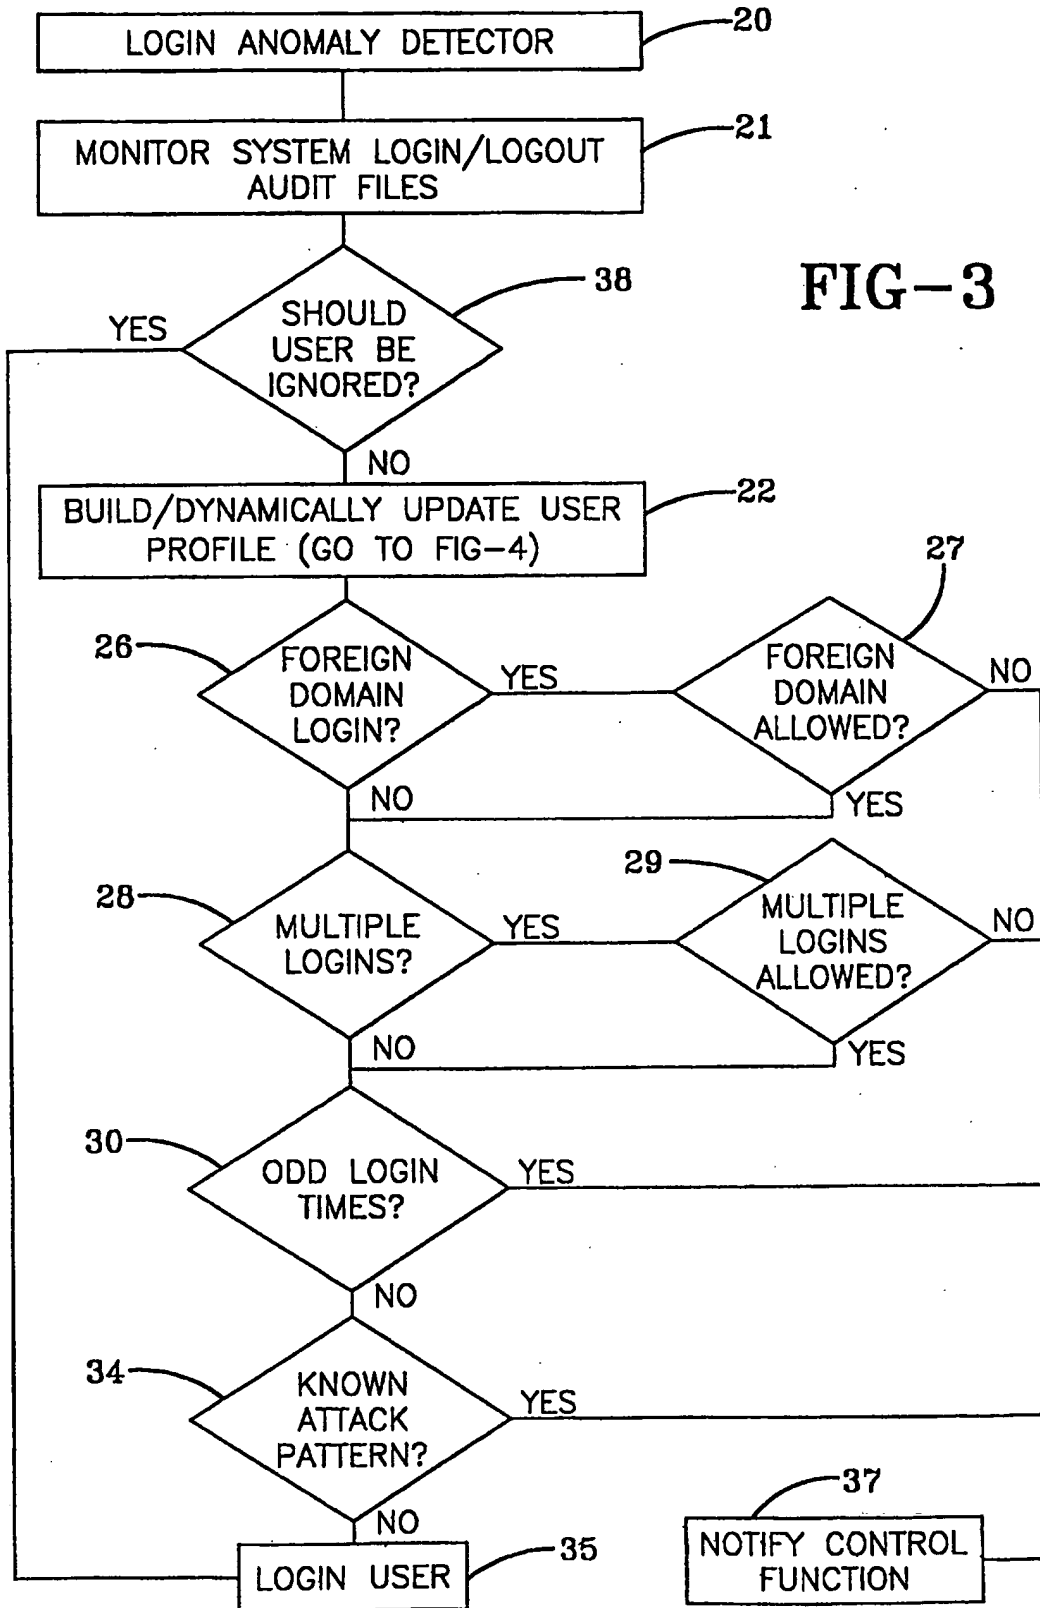 LOGIN ANOMALY DETECTOR
20
MONITOR SYSTEM LOGIN/LOGOUT
AUDIT FILES
21
FIG-3
SHOULD
USER BE
IGNORED?
38
YES
NO
BUILD/DYNAMICALLY UPDATE USER
PROFILE (GO TO FIG-4)
22
26
FOREIGN
DOMAIN
LOGIN?
YES
NO
27
FOREIGN
DOMAIN
ALLOWED?
NO
YES
28
MULTIPLE
LOGINS?
YES
NO
29
MULTIPLE
LOGINS
ALLOWED?
NO
YES
30
ODD LOGIN
TIMES?
YES
NO
34
KNOWN
ATTACK
PATTERN?
YES
NO
LOGIN USER
35
37
NOTIFY CONTROL
FUNCTION